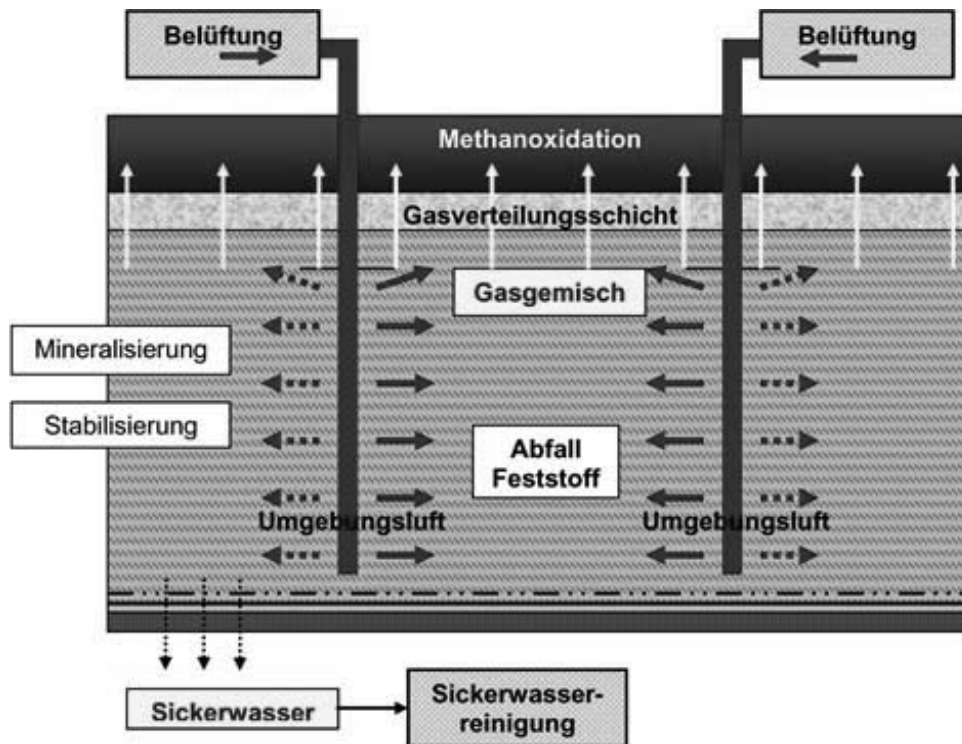 Belüftung
Belüftung
Methanoxidation
Gasverteilungsschicht
Gasgemisch
Mineralisierung
Stabilisierung
Abfall
Feststoff
Umgebungsluft
Umgebungsluft
Sickerwasser
Sickerwasser-
reinigung